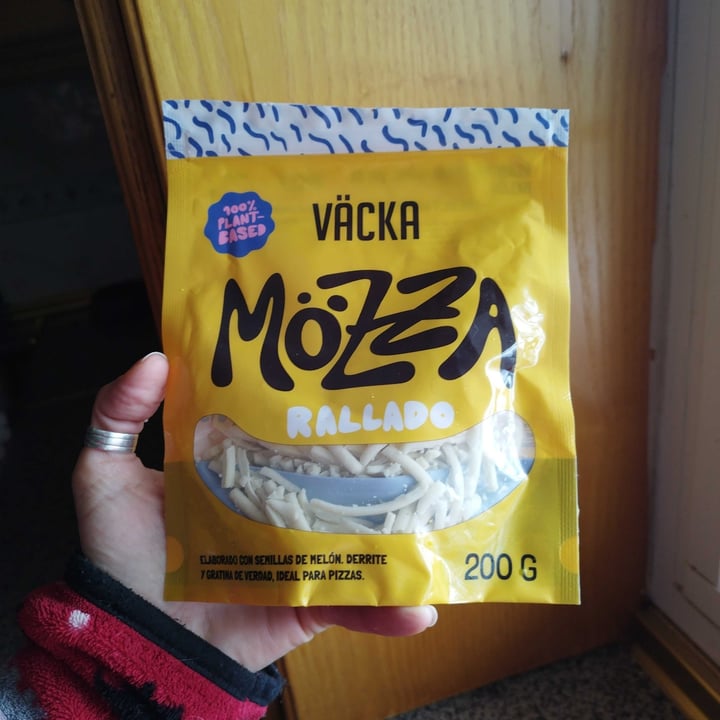 100%
PLANT-
BASED
VÄCKA
MÖZZA
RALLADO
ELABORADO CON SEMILLAS DE MELÓN. DERRITE
Y GRATINA DE VERDAD, IDEAL PARA PIZZAS.
200 G